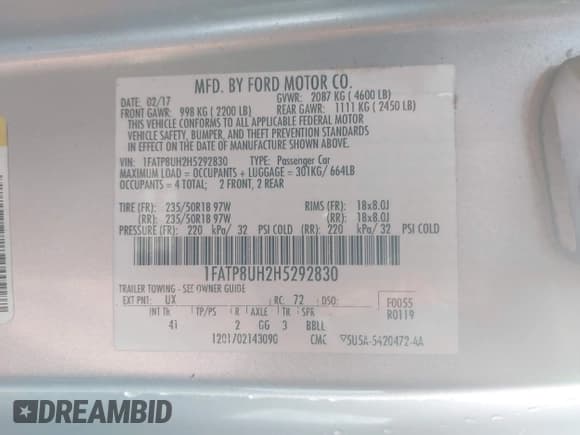 MFD. BY FORD MOTOR CO.
DATE: 02/17 GVWR: 2087 KG ( 4600 LB)
FRONT GAWR: 998 KG ( 2200 LB) REAR GAWR: 1111 KG ( 2450 LB)
THIS VEHICLE CONFORMS TO ALL APPLICABLE FEDERAL MOTOR
VEHICLE SAFETY, BUMPER, AND THEFT PREVENTION STANDARDS
IN EFFECT ON THE DATE OF MANUFACTURE SHOWN ABOVE.
VIN: 1FATP8UH2H5292830 TYPE: Passenger Car
MAXIMUM LOAD = OCCUPANTS + LUGGAGE = 301KG/ 664LB
OCCUPANTS = 4 TOTAL; 2 FRONT, 2 REAR
TIRE (FR): 235/50R18 97W RIMS (FR): 18x8.0J
(RR): 235/50R18 97W (RR): 18x8.0J
PRESSURE (FR): 220 kPa/ 32 PSI COLD (RR): 220 kPa/ 32 PSI COLD
1FATP8UH2H5292830
TRAILER TOWING - SEE OWNER GUIDE
EXT PNT: UX RC: 72 DSO: F0055
INT TR TP/PS R AXLE TR SPR R0119
41 2 GG 3 BBLL
CMC
DREAMBID